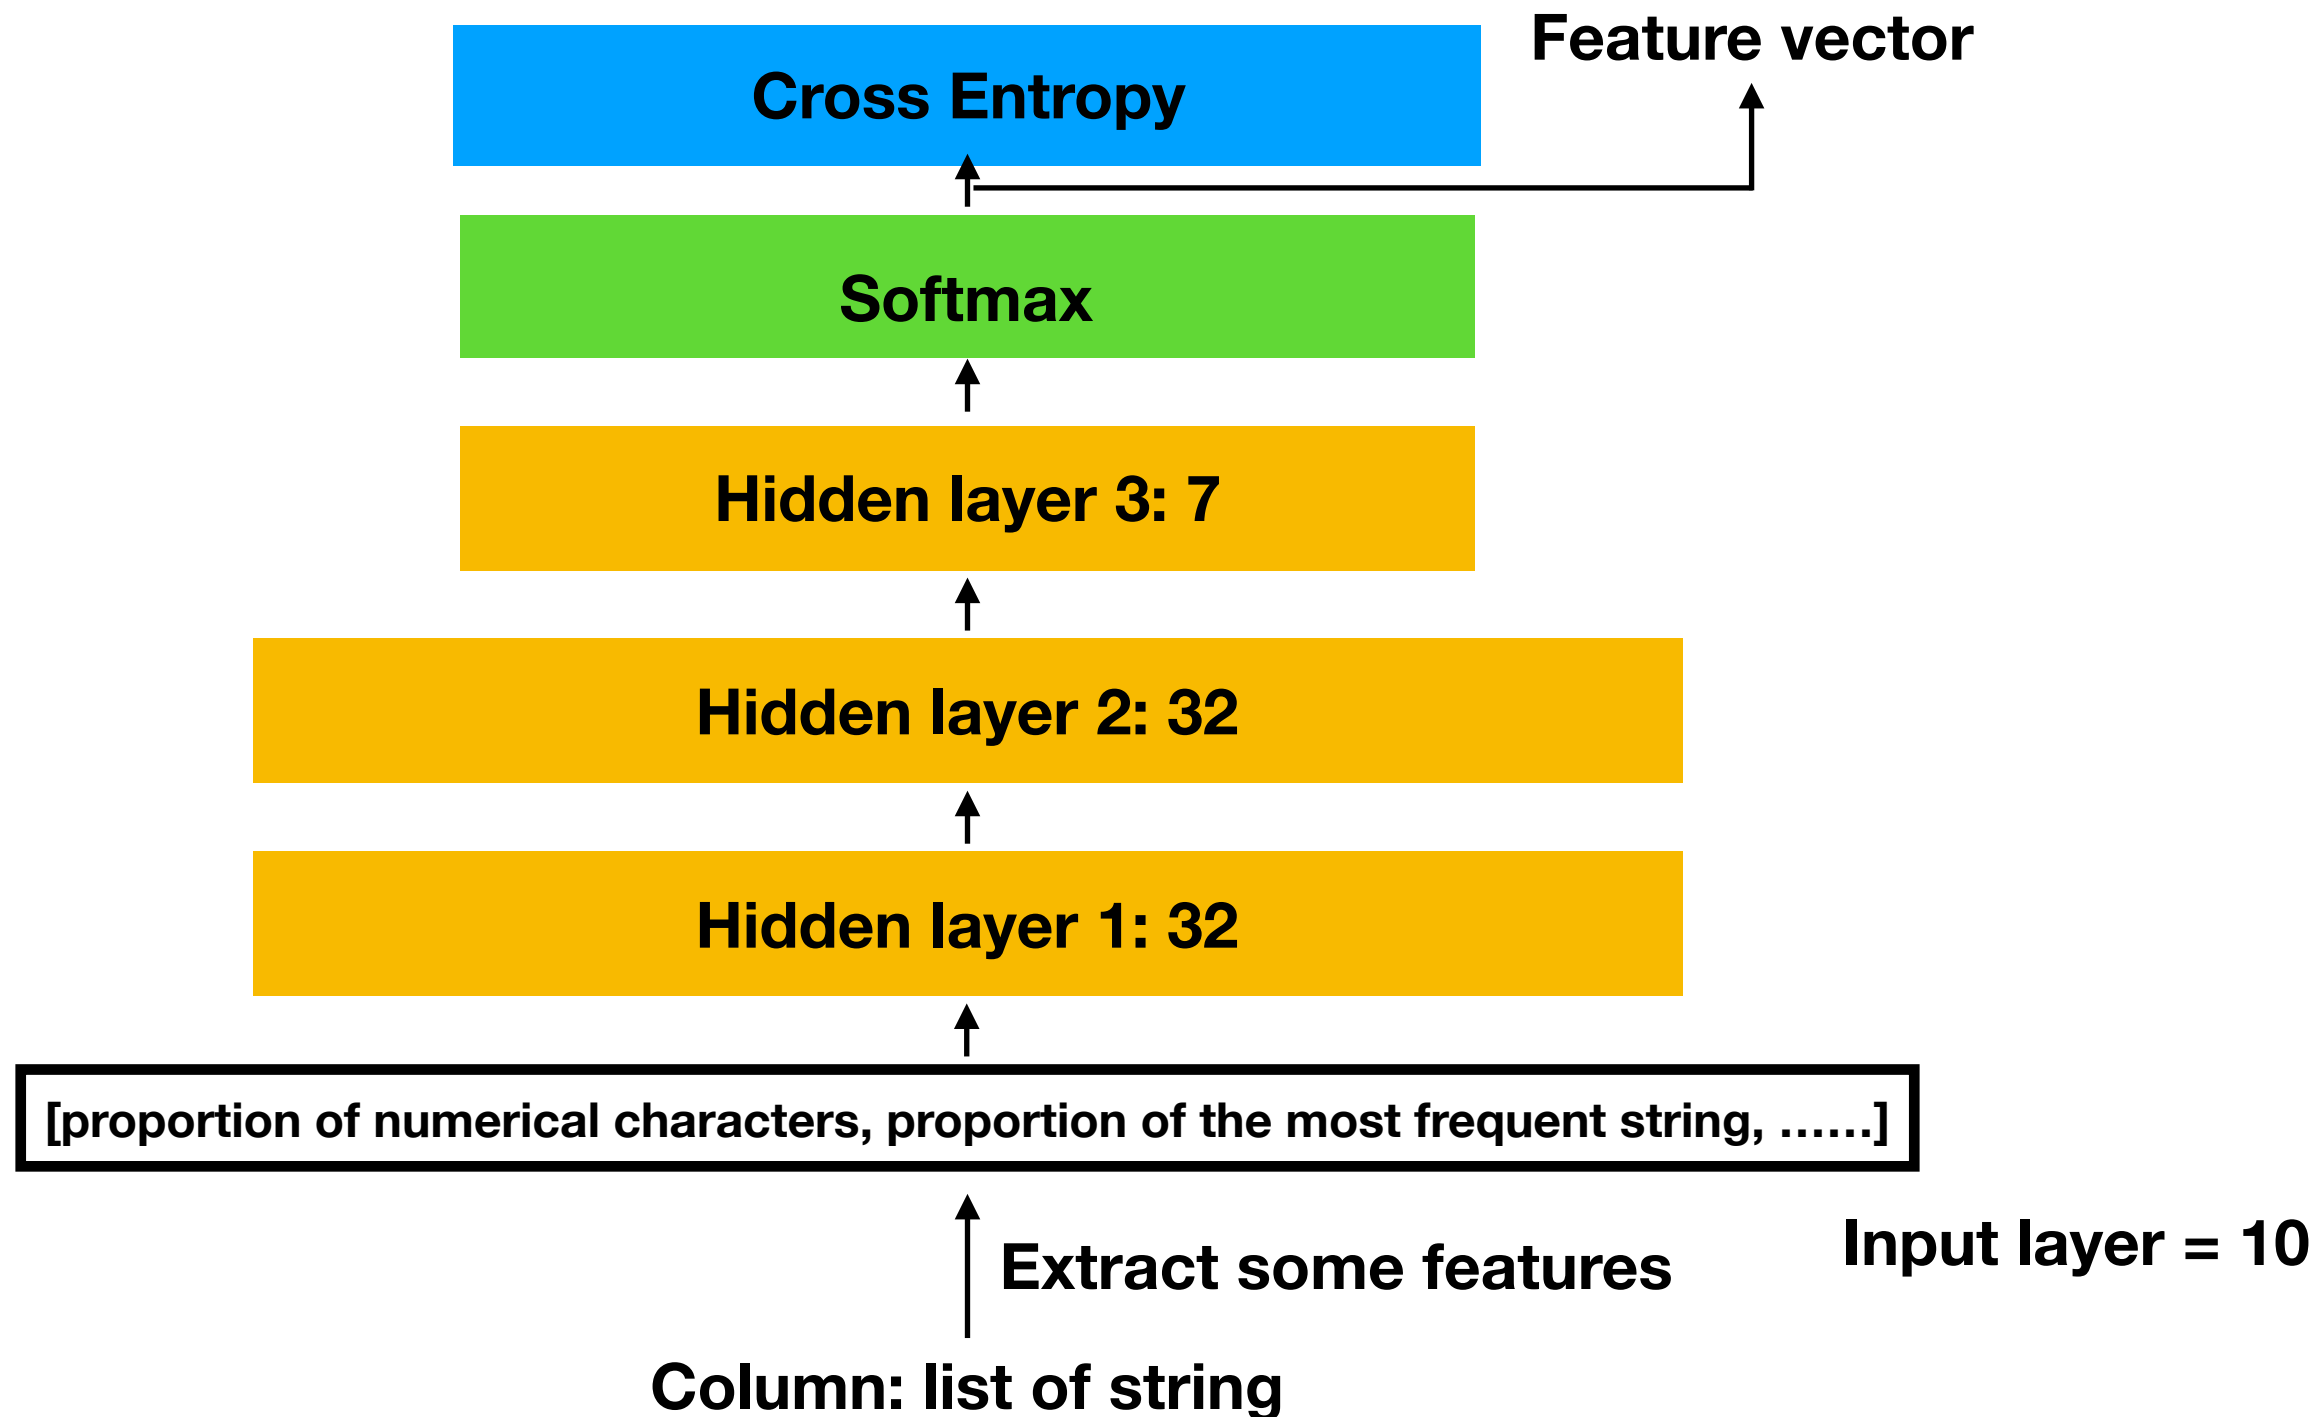 Feature vector
Cross Entropy
Softmax
Hidden layer 3: 7
Hidden layer 2: 32
Hidden layer 1: 32
[proportion of numerical characters, proportion of the most frequent string, ......]
Input layer = 10
Extract some features
Column: list of string